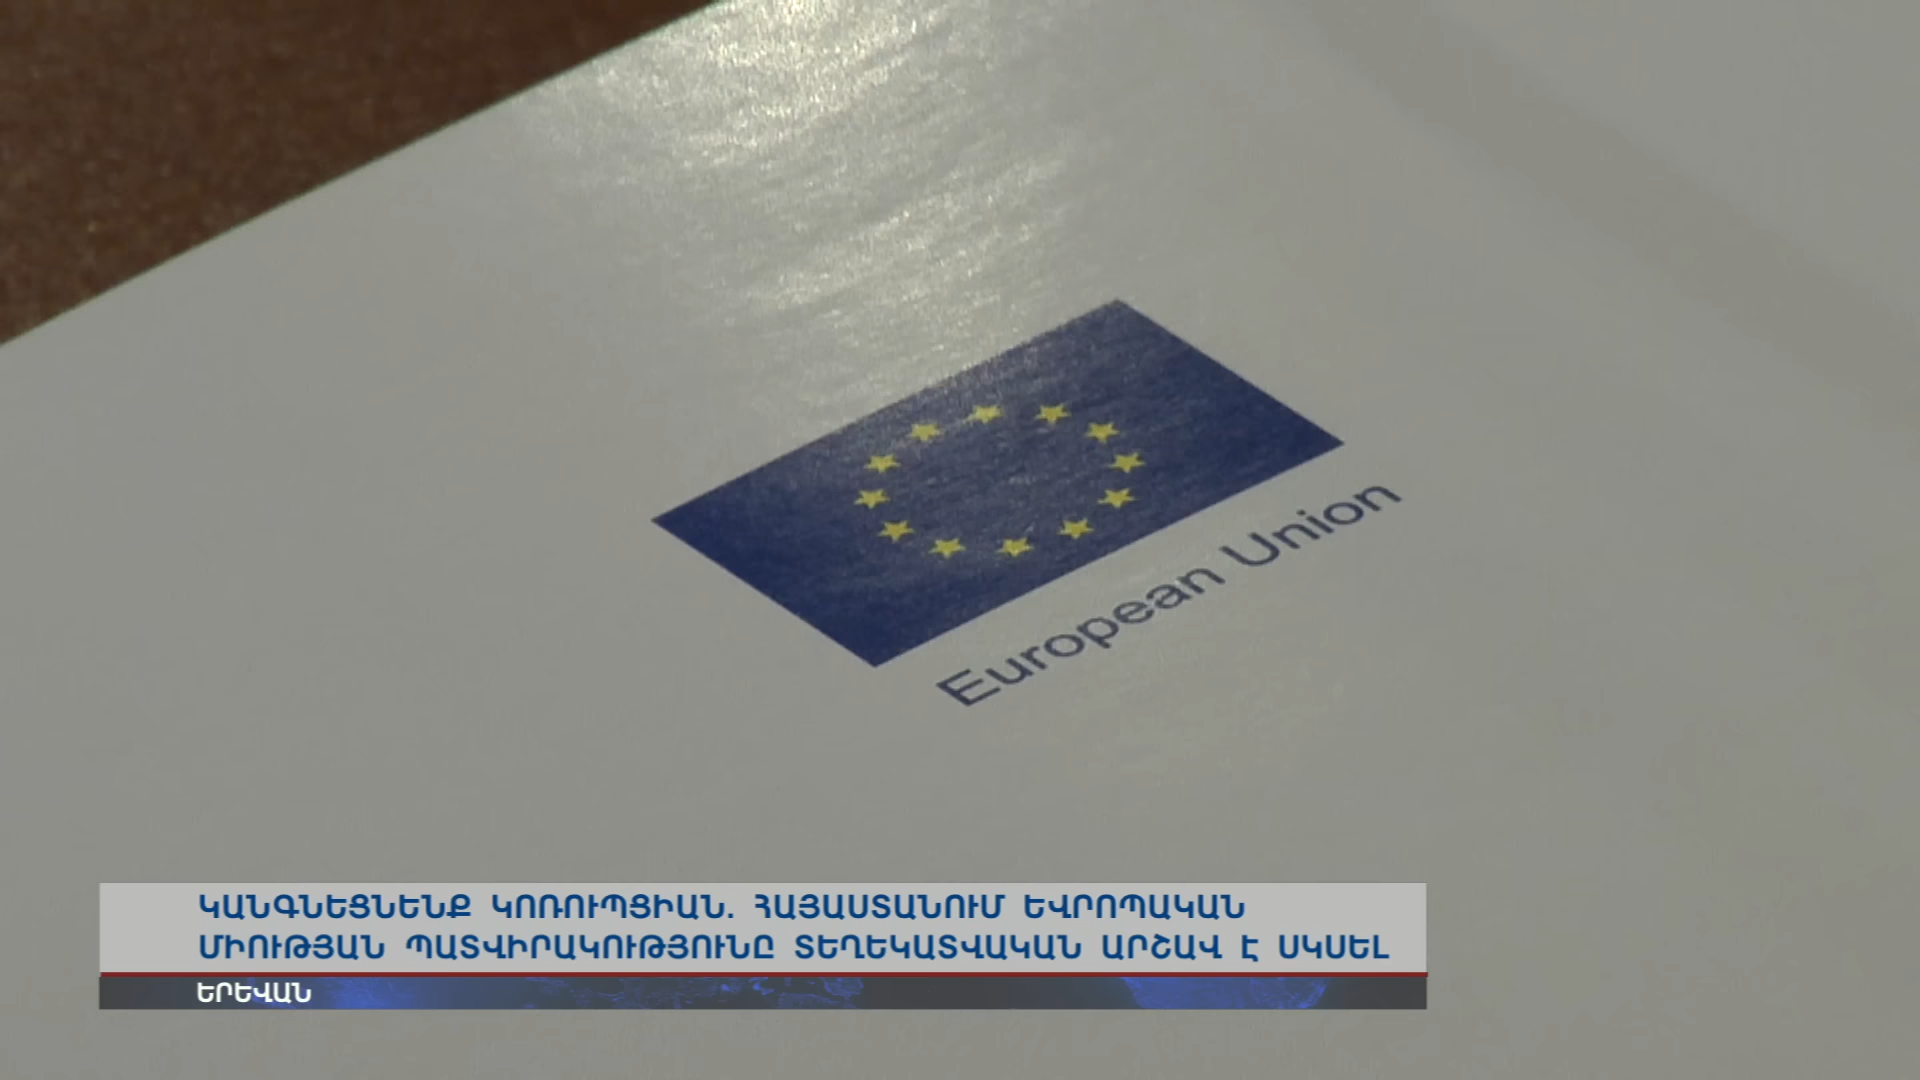 European Union
ԿԱՆԳՆԵՑՆԵՆՔ ԿՈՌՈՒՊՑԻԱՆ. ՀԱՅԱՍՏԱՆՈՒՄ ԵՎՐՈՊԱԿԱՆ
ՄԻՈՒԹՅԱՆ ՊԱՏՎԻՐԱԿՈՒԹՅՈՒՆԸ ՏԵՂԵԿԱՏՎԱԿԱՆ ԱՐՇԱՎ Է ՍԿՍԵԼ
ԵՐԵՎԱՆ